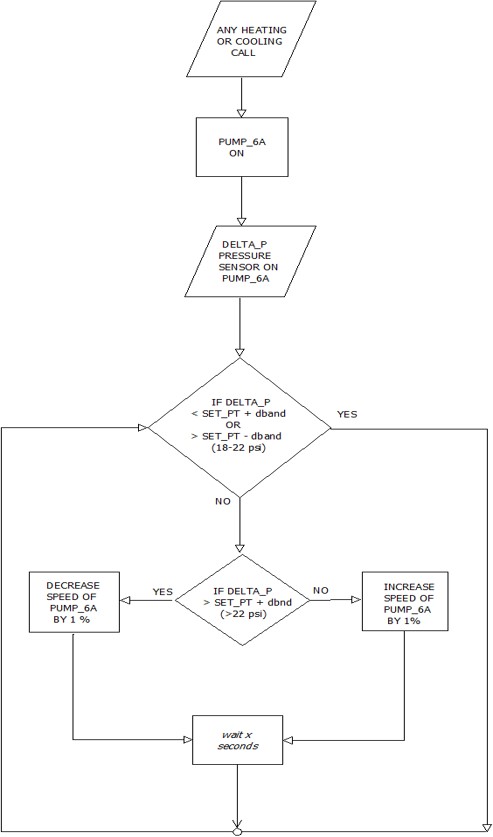 ANY HEATING
OR COOLING
CALL
PUMP_6A
ON
DELTA_P
PRESSURE
SENSOR ON
PUMP_6A
IF DELTA_P
< SET_PT + dband
OR
> SET_PT - dband
(18-22 psi)
YES
NO
IF DELTA_P
> SET_PT + dbnd
(>22 psi)
YES
NO
DECREASE
SPEED OF
PUMP_6A
BY 1 %
INCREASE
SPEED OF
PUMP_6A
BY 1%
wait x
seconds